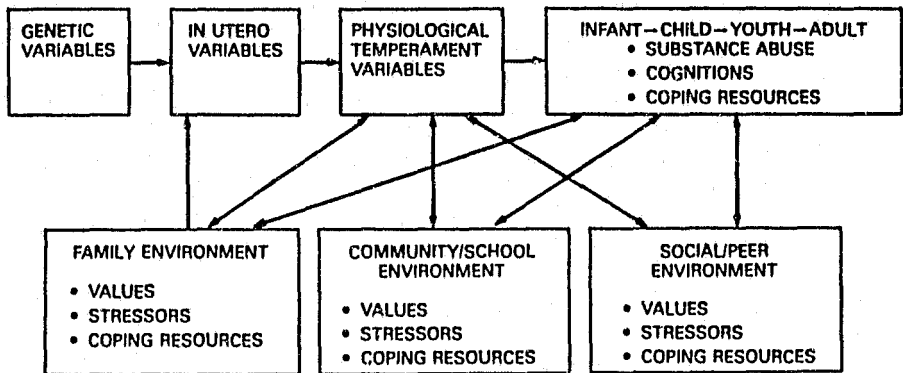 GENETIC
VARIABLES
IN UTERO
VARIABLES
PHYSIOLOGICAL
TEMPERAMENT
VARIABLES
INFANT→CHILD→YOUTH→ADULT
• SUBSTANCE ABUSE
• COGNITIONS
• COPING RESOURCES
FAMILY ENVIRONMENT
• VALUES
• STRESSORS
• COPING RESOURCES
COMMUNITY/SCHOOL
ENVIRONMENT
• VALUES
• STRESSORS
• COPING RESOURCES
SOCIAL/PEER
ENVIRONMENT
• VALUES
• STRESSORS
• COPING RESOURCES